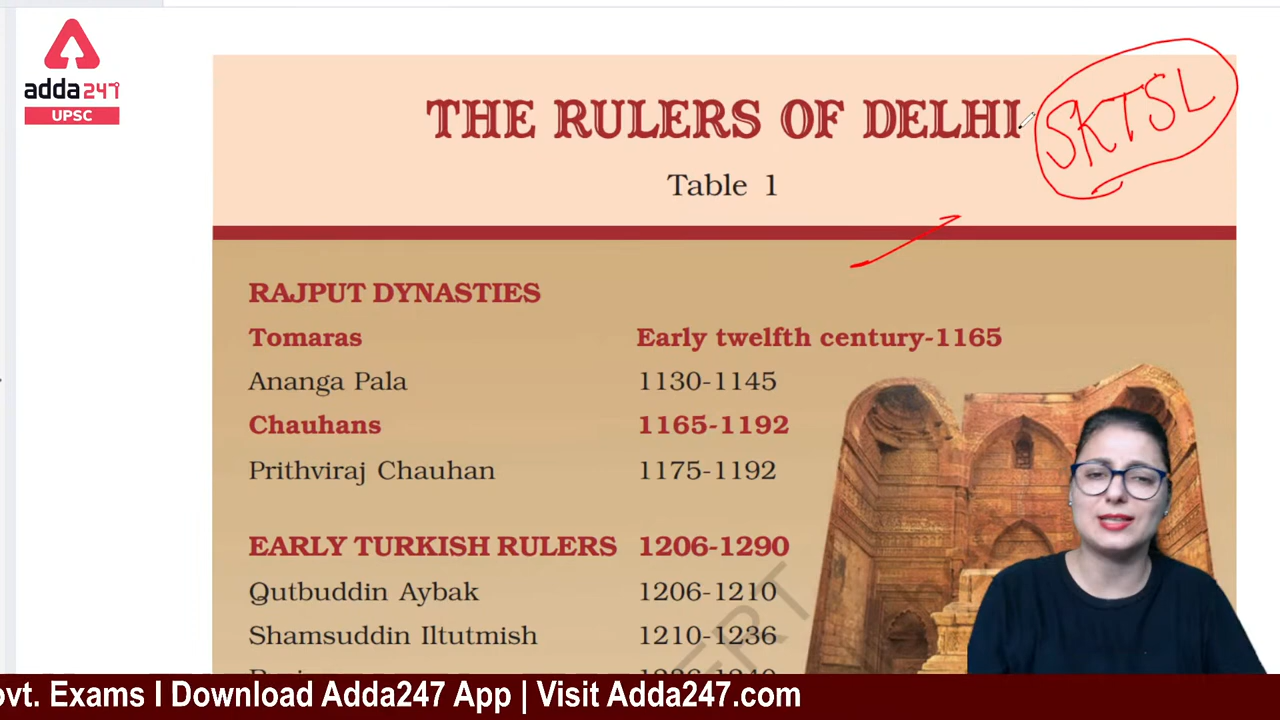 adda247
UPSC
THE RULERS OF DELHI
SKTSL
Table 1
RAJPUT DYNASTIES
Tomaras Early twelfth century-1165
Ananga Pala 1130-1145
Chauhans 1165-1192
Prithviraj Chauhan 1175-1192
EARLY TURKISH RULERS 1206-1290
Qutbuddin Aybak 1206-1210
Shamsuddin Iltutmish 1210-1236
ovt. Exams I Download Adda247 App | Visit Adda247.com